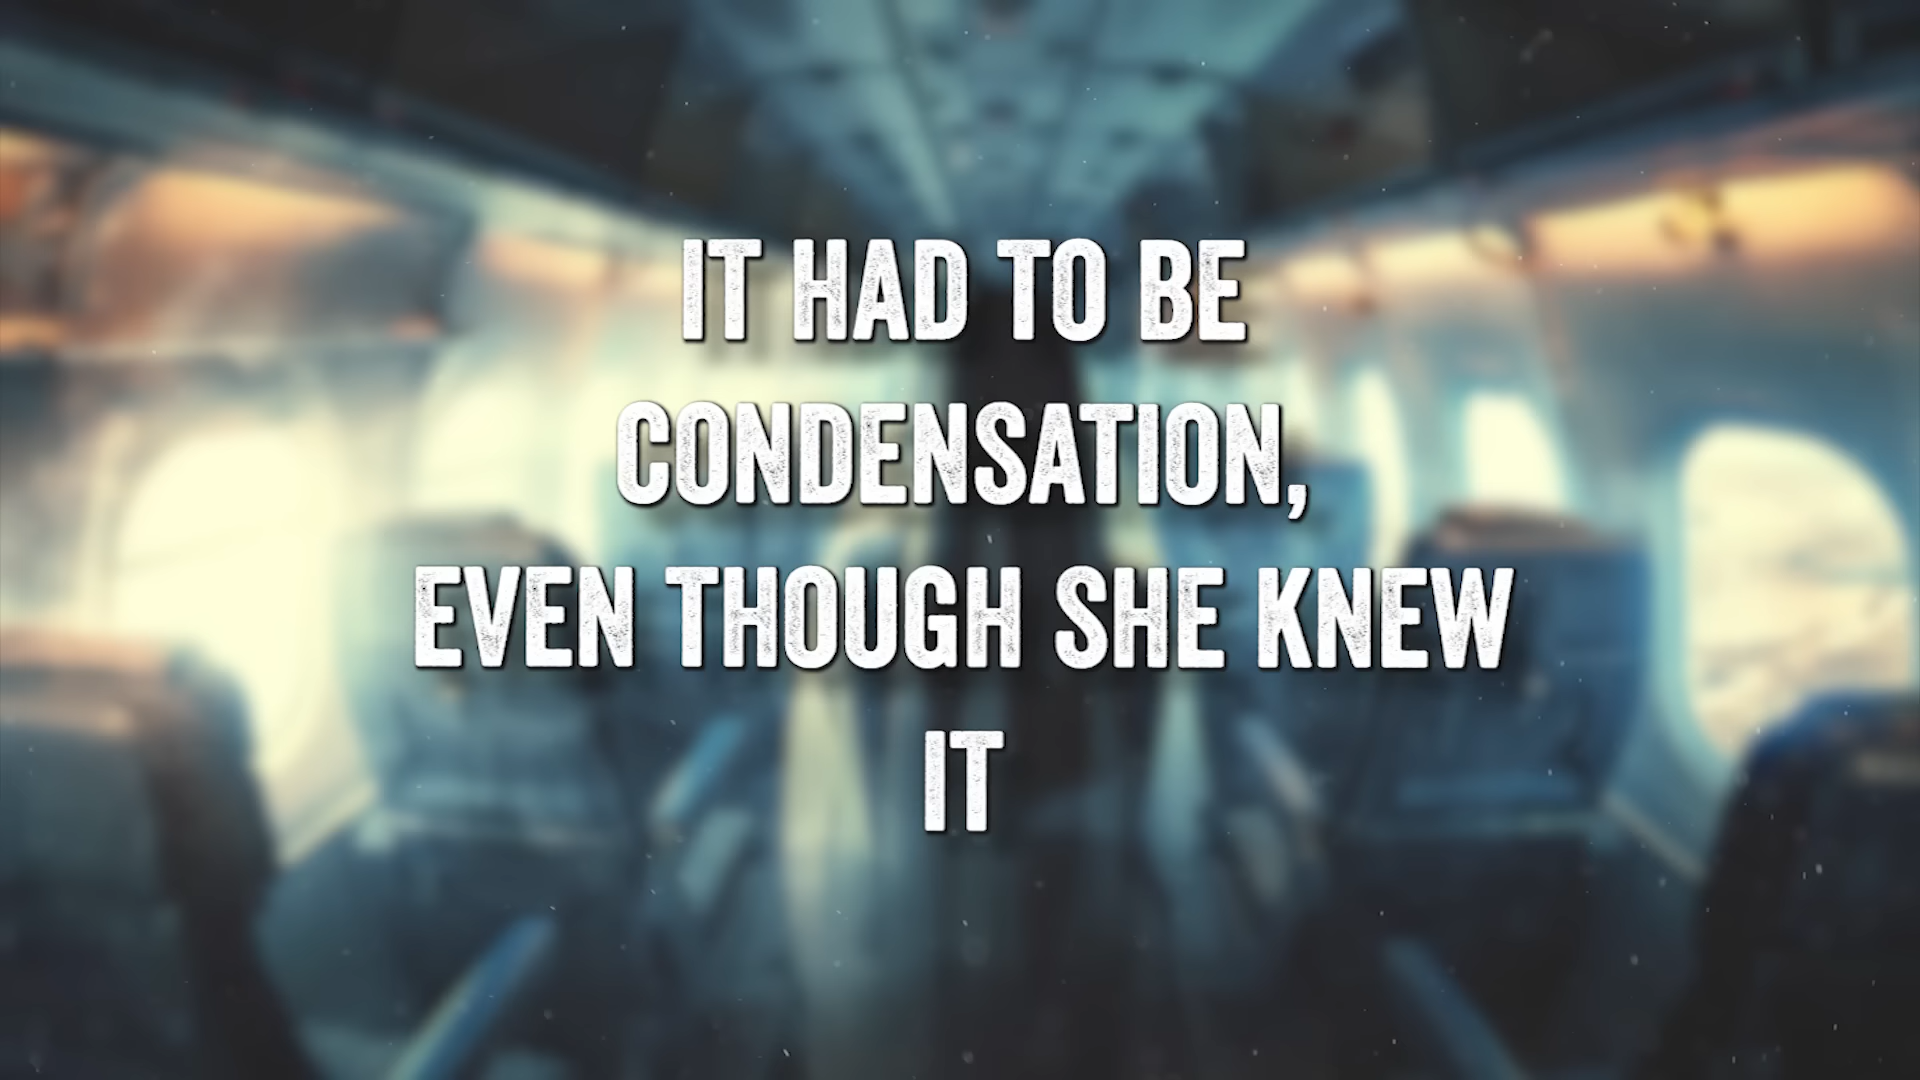 IT HAD TO BE
CONDENSATION,
EVEN THOUGH SHE KNEW
IT